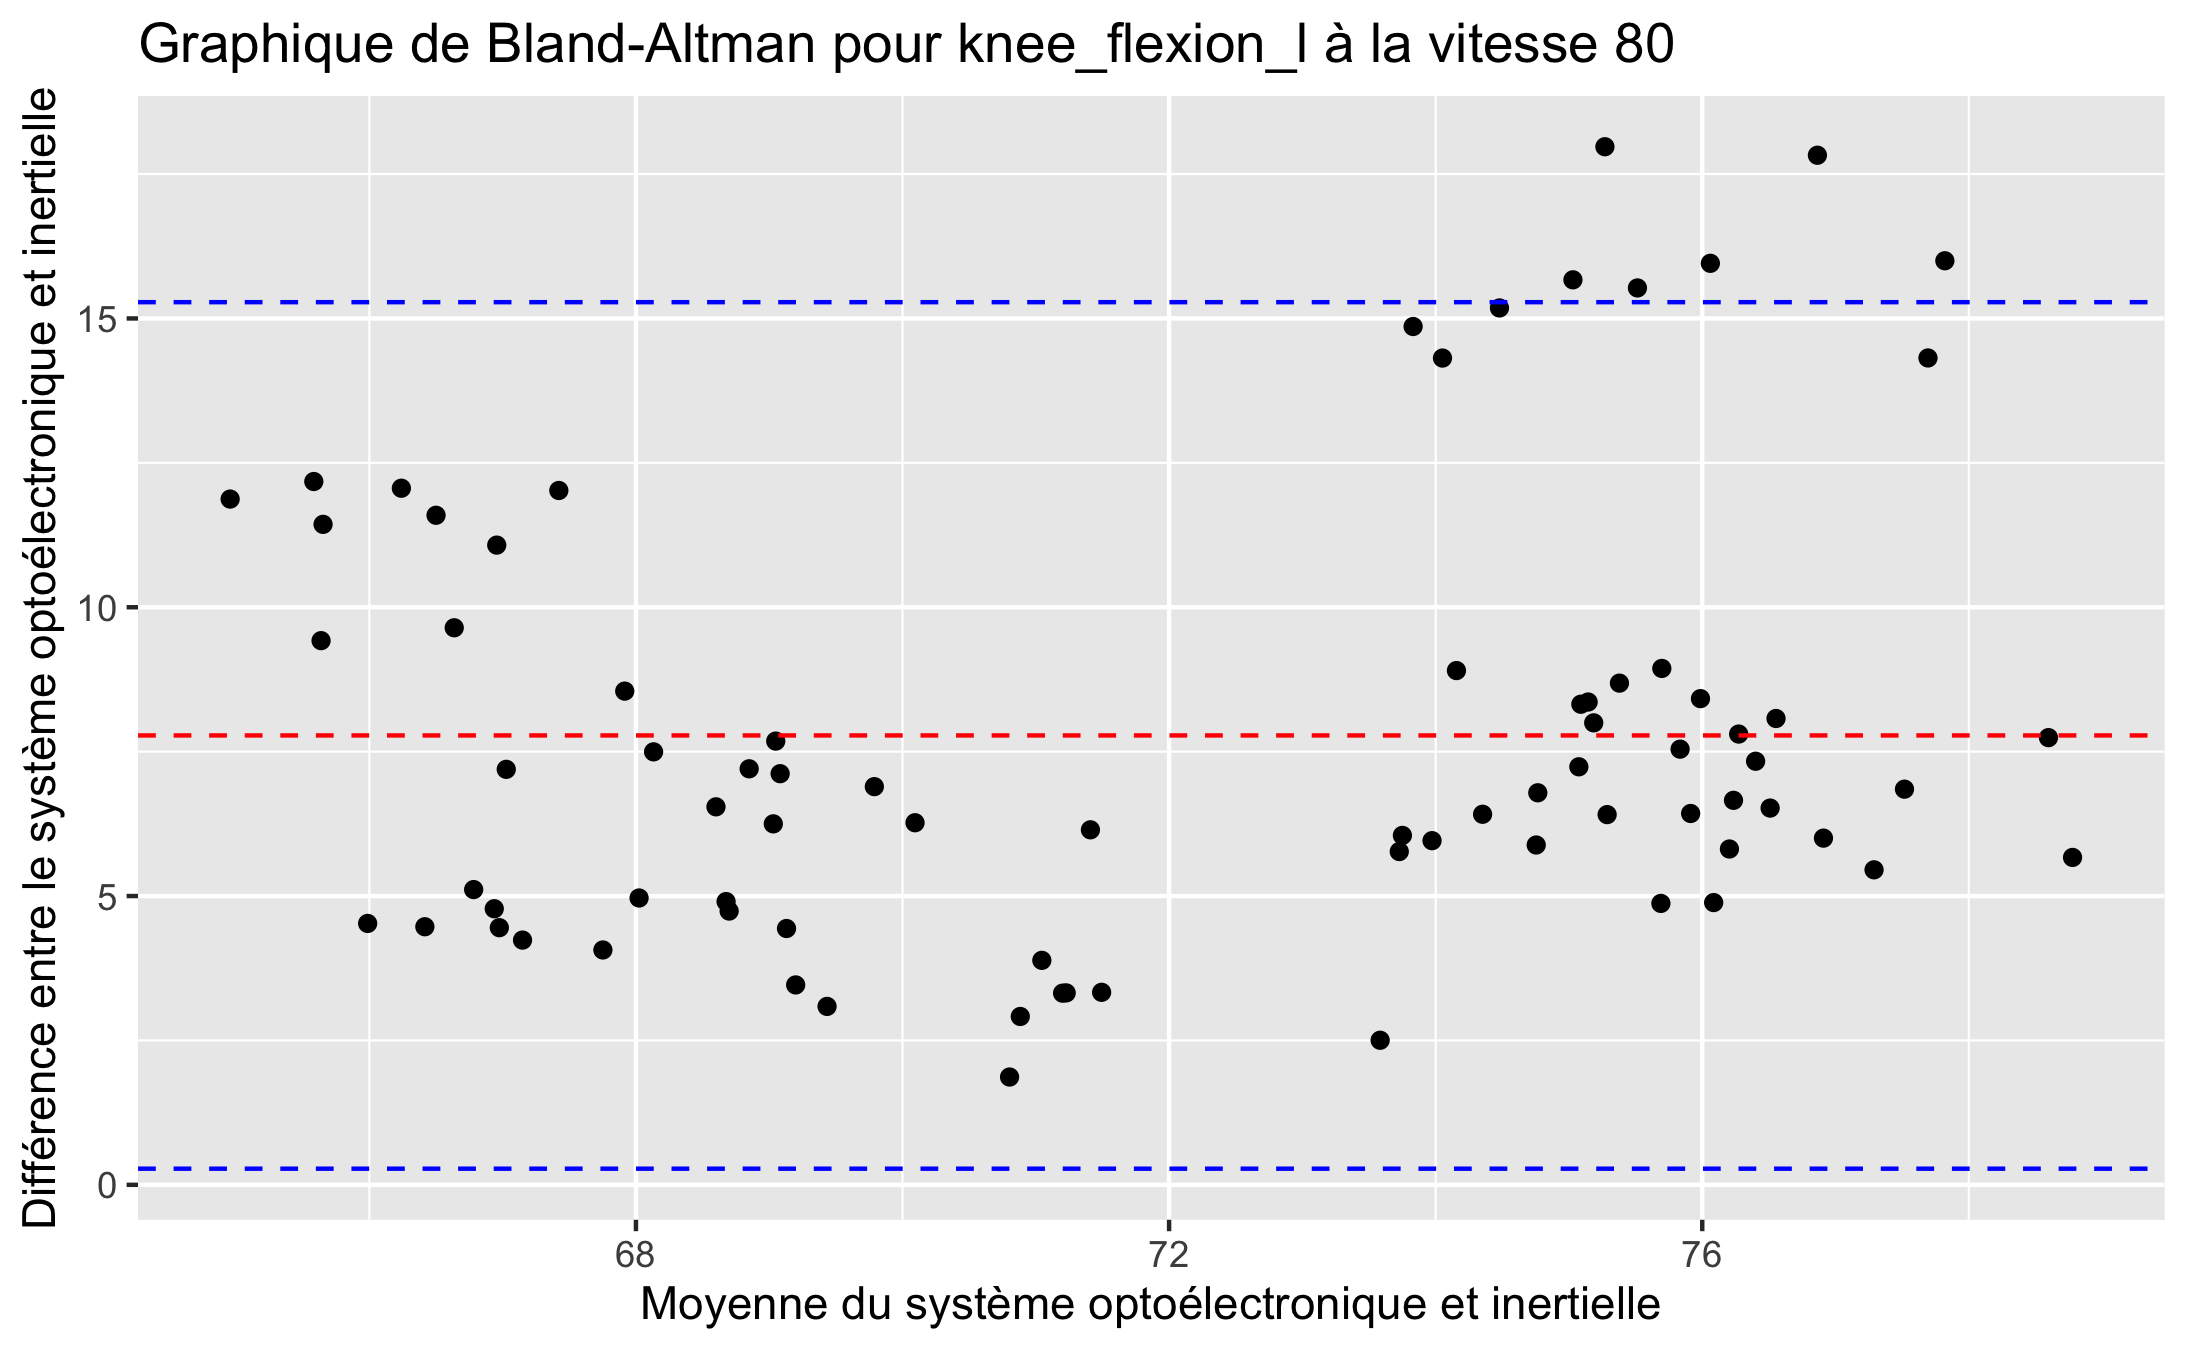 Graphique de Bland-Altman pour knee_flexion_l à la vitesse 80
Différence entre le système optoélectronique et inertielle
15
10
5
0
68 72 76
Moyenne du système optoélectronique et inertielle